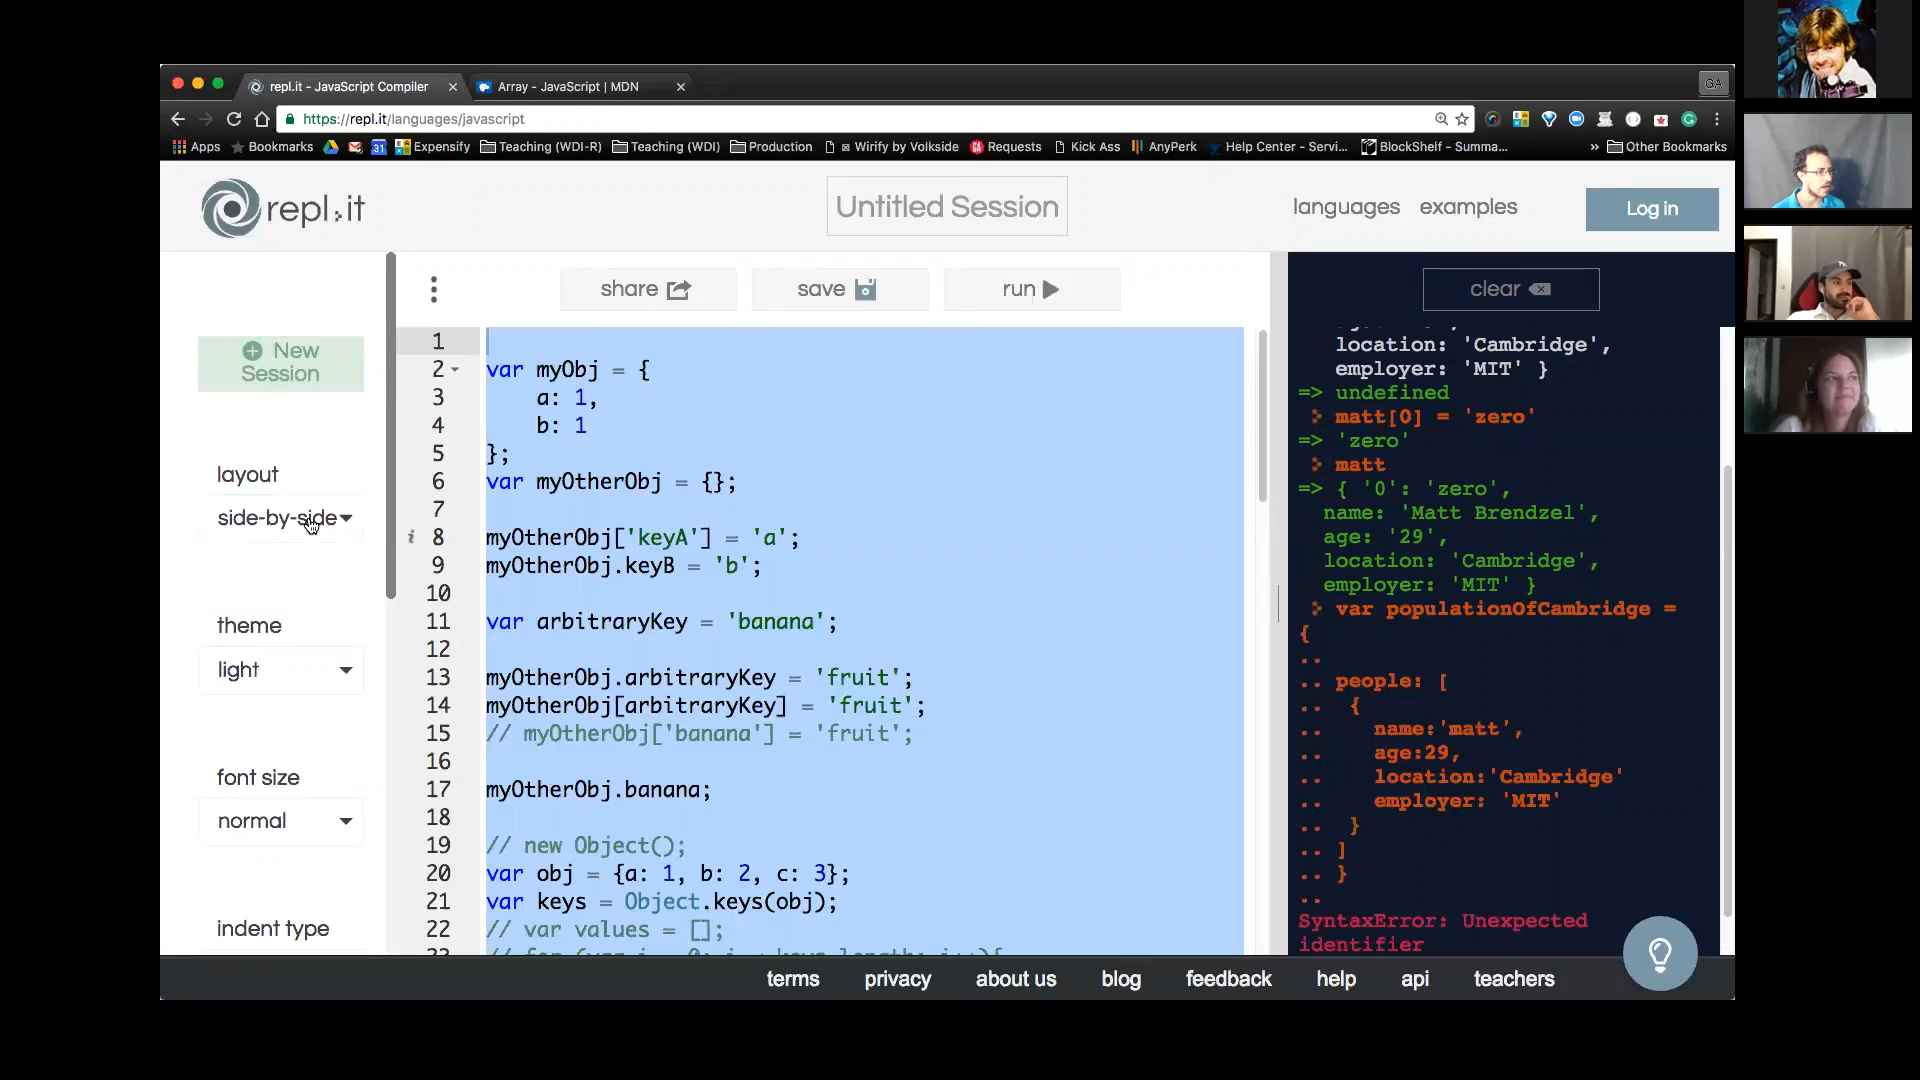 repl.it - JavaScript Compiler
Array - JavaScript | MDN
GA
https://repl.it/languages/javascript
Apps Bookmarks 31 Expensify Teaching (WDI-R) Teaching (WDI) Production Wirify by Volkside Requests Kick Ass AnyPerk Help Center - Servi... BlockShelf - Summa... » Other Bookmarks
repl.it
Untitled Session
languages examples Log in
share save run clear
New
Session
layout
side-by-side
theme
light
font size
normal
indent type
1
2 var myObj = {
3 a: 1,
4 b: 1
5 };
6 var myOtherObj = {};
7
8 myOtherObj['keyA'] = 'a';
9 myOtherObj.keyB = 'b';
10
11 var arbitraryKey = 'banana';
12
13 myOtherObj.arbitraryKey = 'fruit';
14 myOtherObj[arbitraryKey] = 'fruit';
15 // myOtherObj['banana'] = 'fruit';
16
17 myOtherObj.banana;
18
19 // new Object();
20 var obj = {a: 1, b: 2, c: 3};
21 var keys = Object.keys(obj);
22 // var values = [];
location: 'Cambridge',
employer: 'MIT' }
=> undefined
matt[0] = 'zero'
=> 'zero'
matt
=> { '0': 'zero',
name: 'Matt Brendzel',
age: '29',
location: 'Cambridge',
employer: 'MIT' }
var populationOfCambridge =
{
..
.. people: [
.. {
.. name:'matt',
.. age:29,
.. location:'Cambridge'
.. employer: 'MIT'
.. }
.. ]
.. }
..
SyntaxError: Unexpected
identifier
terms privacy about us blog feedback help api teachers